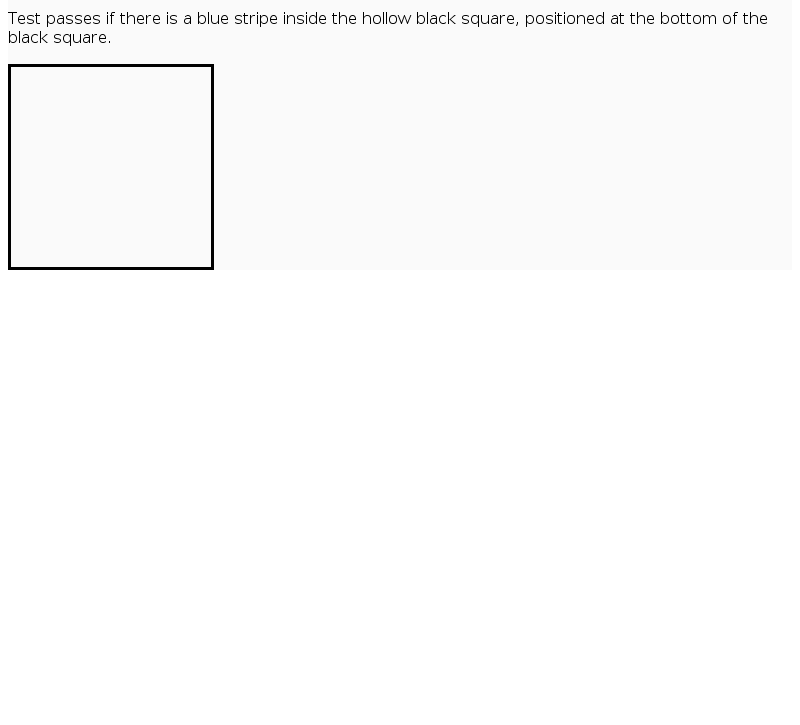 Test passes if there is a blue stripe inside the hollow black square, positioned at the bottom of the
black square.